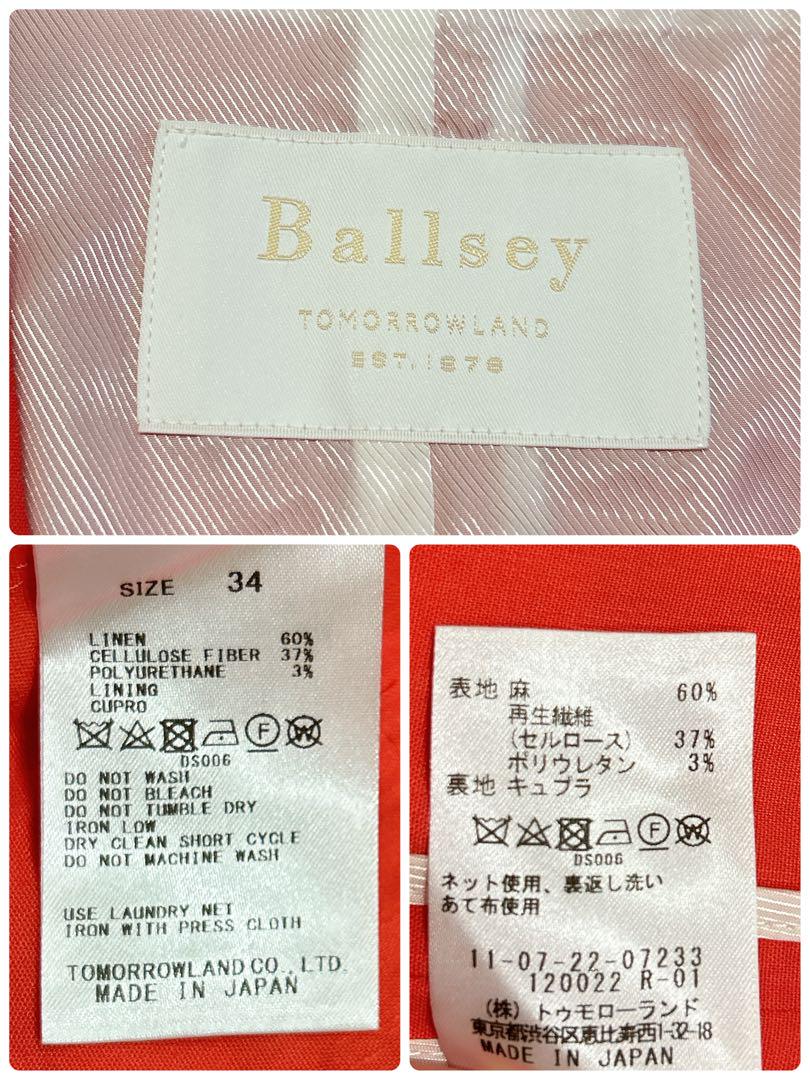 Ballsey
TOMORROWLAND
EST. 1978
SIZE 34
LINEN 60%
CELLULOSE FIBER 37%
POLYURETHANE 3%
LINING
CUPRO
DS006
DO NOT WASH
DO NOT BLEACH
DO NOT TUMBLE DRY
IRON LOW
DRY CLEAN SHORT CYCLE
DO NOT MACHINE WASH
USE LAUNDRY NET
IRON WITH PRESS CLOTH
TOMORROWLAND CO., LTD.
MADE IN JAPAN
表地 麻 60%
再生繊維
(セルロース) 37%
ポリウレタン 3%
裏地 キュプラ
DS006
ネット使用、裏返し洗い
あて布使用
11-07-22-07233
120022 R-01
(株) トゥモローランド
東京都渋谷区恵比寿西1-32-18
MADE IN JAPAN